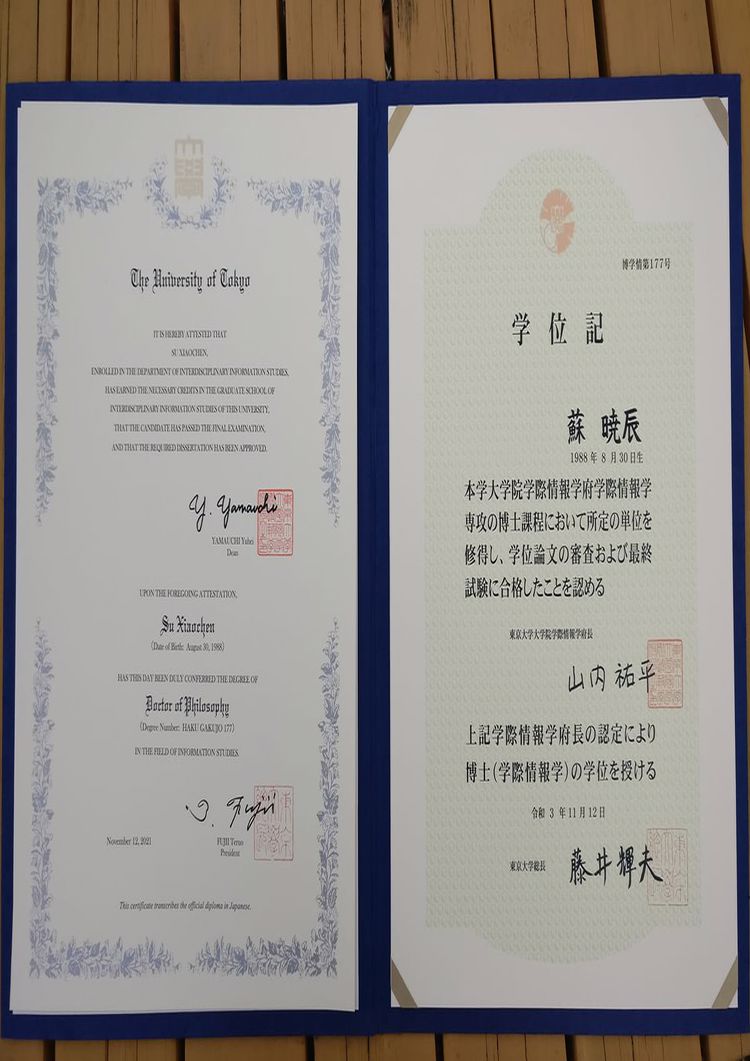 The University of Tokyo
IT IS HEREBY ATTESTED THAT
SU XIAOCHEN,
ENROLLED IN THE DEPARTMENT OF INTERDISCIPLINARY INFORMATION STUDIES,
HAS EARNED THE NECESSARY CREDITS IN THE GRADUATE SCHOOL OF
INTERDISCIPLINARY INFORMATION STUDIES OF THIS UNIVERSITY,
THAT THE CANDIDATE HAS PASSED THE FINAL EXAMINATION,
AND THAT THE REQUIRED DISSERTATION HAS BEEN APPROVED.
Y. Yamauchi
YAMAUCHI Yuhei
Dean
UPON THE FOREGOING ATTESTATION,
Su Xiaochen
(Date of Birth: August 30, 1988)
HAS THIS DAY BEEN DULY CONFERRED THE DEGREE OF
Doctor of Philosophy
(Degree Number: HAKU GAKUJO 177)
IN THE FIELD OF INFORMATION STUDIES.
T. Fujii
November 12, 2021
FUJII Teruo
President
This certificate transcribes the official diploma in Japanese.
博学情第177号
学位記
蘇 暁辰
1988年8月30日生
本学大学院学際情報学府学際情報学
専攻の博士課程において所定の単位を
修得し、学位論文の審査および最終
試験に合格したことを認める
東京大学大学院学際情報学府長
山内祐平
上記学際情報学府長の認定により
博士(学際情報学)の学位を授ける
令和3年11月12日
東京大学総長
藤井輝夫